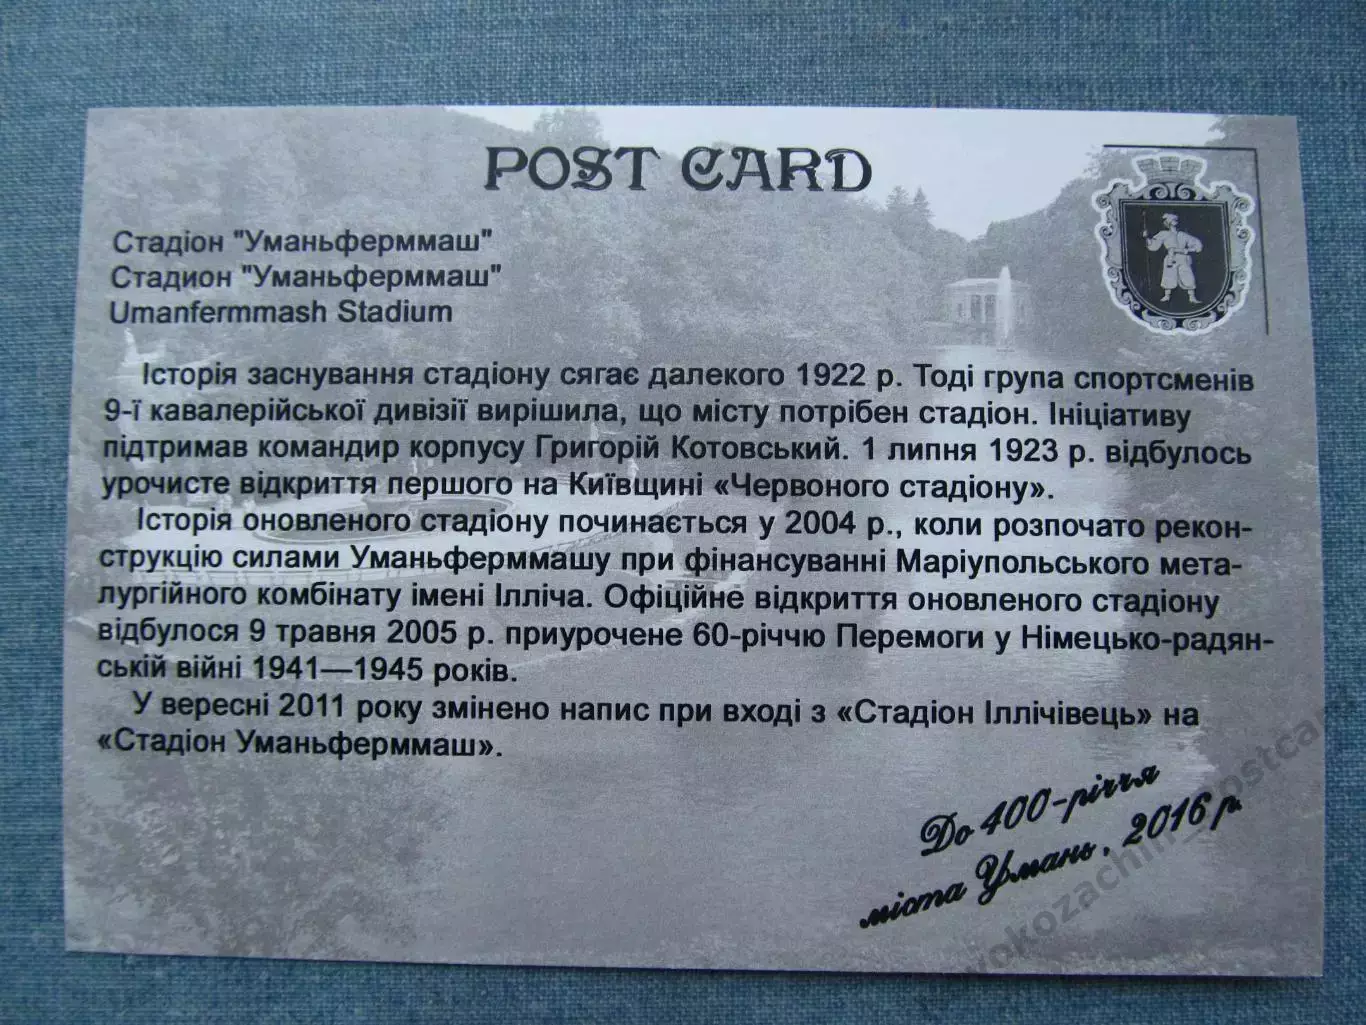 POST CARD
Стадіон "Уманьферммаш"
Стадион "Уманьферммаш"
Umanfermmash Stadium
Історія заснування стадіону сягає далекого 1922 р. Тоді група спортсменів
9-ї кавалерійської дивізії вирішила, що місту потрібен стадіон. Ініціативу
підтримав командир корпусу Григорій Котовський. 1 липня 1923 р. відбулось
урочисте відкриття першого на Київщині «Червоного стадіону».
Історія оновленого стадіону починається у 2004 р., коли розпочато рекон-
струкцію силами Уманьферммашу при фінансуванні Маріупольського мета-
лургійного комбінату імені Ілліча. Офіційне відкриття оновленого стадіону
відбулося 9 травня 2005 р. приурочене 60-річчю Перемоги у Німецько-радян-
ській війні 1941—1945 років.
У вересні 2011 року змінено напис при вході з «Стадіон Іллічівець» на
«Стадіон Уманьферммаш».
До 400-річчя
міста Умань, 2016 р.